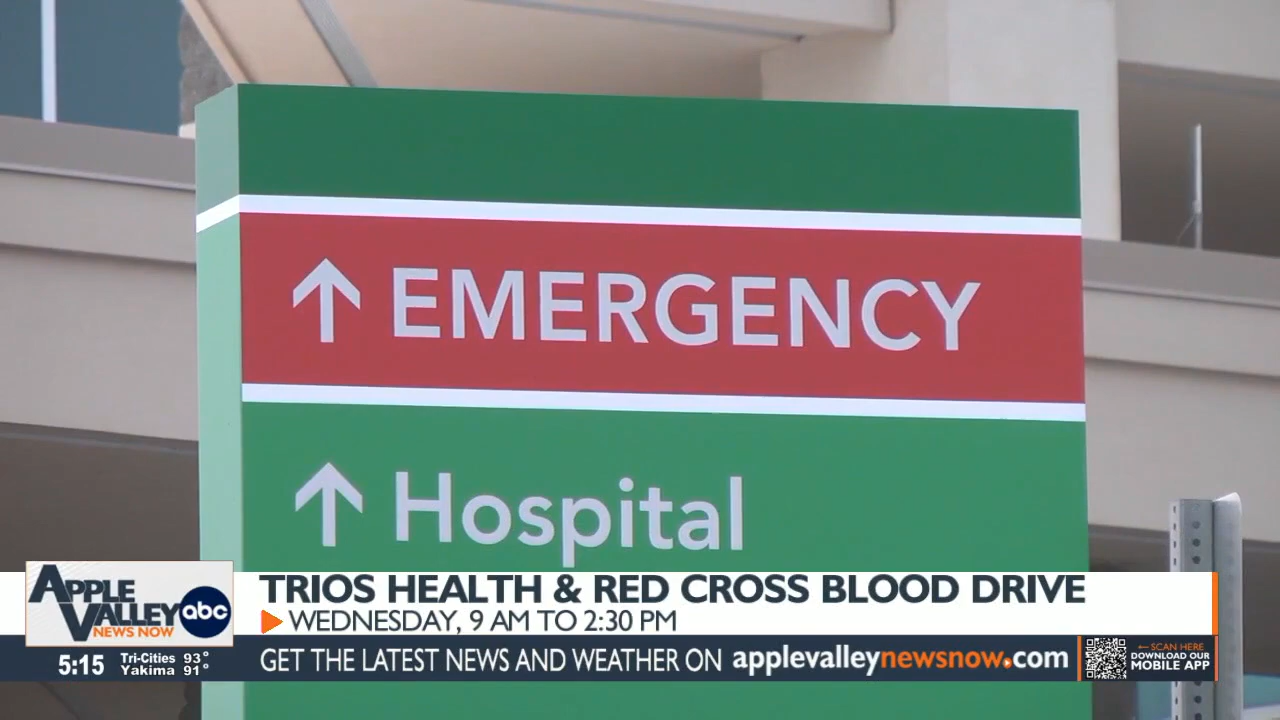 ↑ EMERGENCY
↑ Hospital
APPLE VALLEY NEWS NOW
abc
TRIOS HEALTH & RED CROSS BLOOD DRIVE
WEDNESDAY, 9 AM TO 2:30 PM
5:15
Tri-Cities 93°
Yakima 91°
GET THE LATEST NEWS AND WEATHER ON applevalleynewsnow.com
←SCAN HERE
DOWNLOAD OUR
MOBILE APP